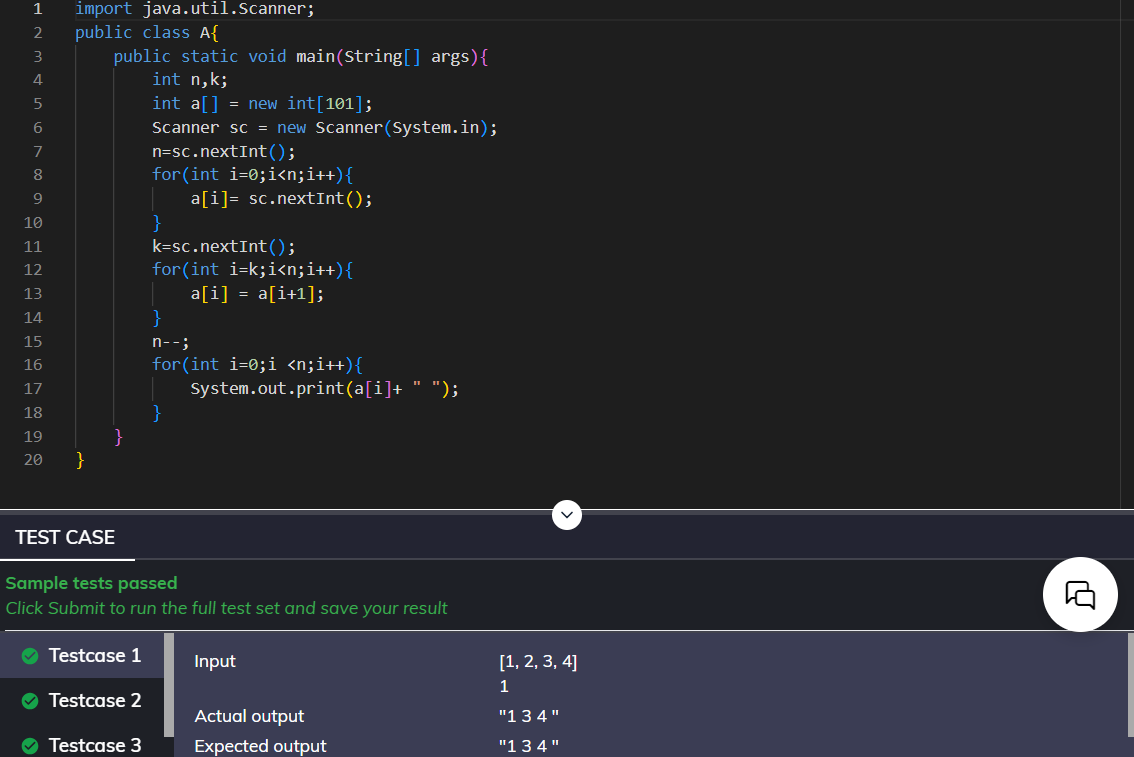 1 import java.util.Scanner;
2 public class A{
3 public static void main(String[] args){
4 int n,k;
5 int a[] = new int[101];
6 Scanner sc = new Scanner(System.in);
7 n=sc.nextInt();
8 for(int i=0;i<n;i++){
9 a[i]= sc.nextInt();
10 }
11 k=sc.nextInt();
12 for(int i=k;i<n;i++){
13 a[i] = a[i+1];
14 }
15 n--;
16 for(int i=0;i <n;i++){
17 System.out.print(a[i]+ " ");
18 }
19 }
20 }
TEST CASE
Sample tests passed
Click Submit to run the full test set and save your result
Testcase 1
Testcase 2
Testcase 3
Input [1, 2, 3, 4]
1
Actual output "1 3 4 "
Expected output "1 3 4 "